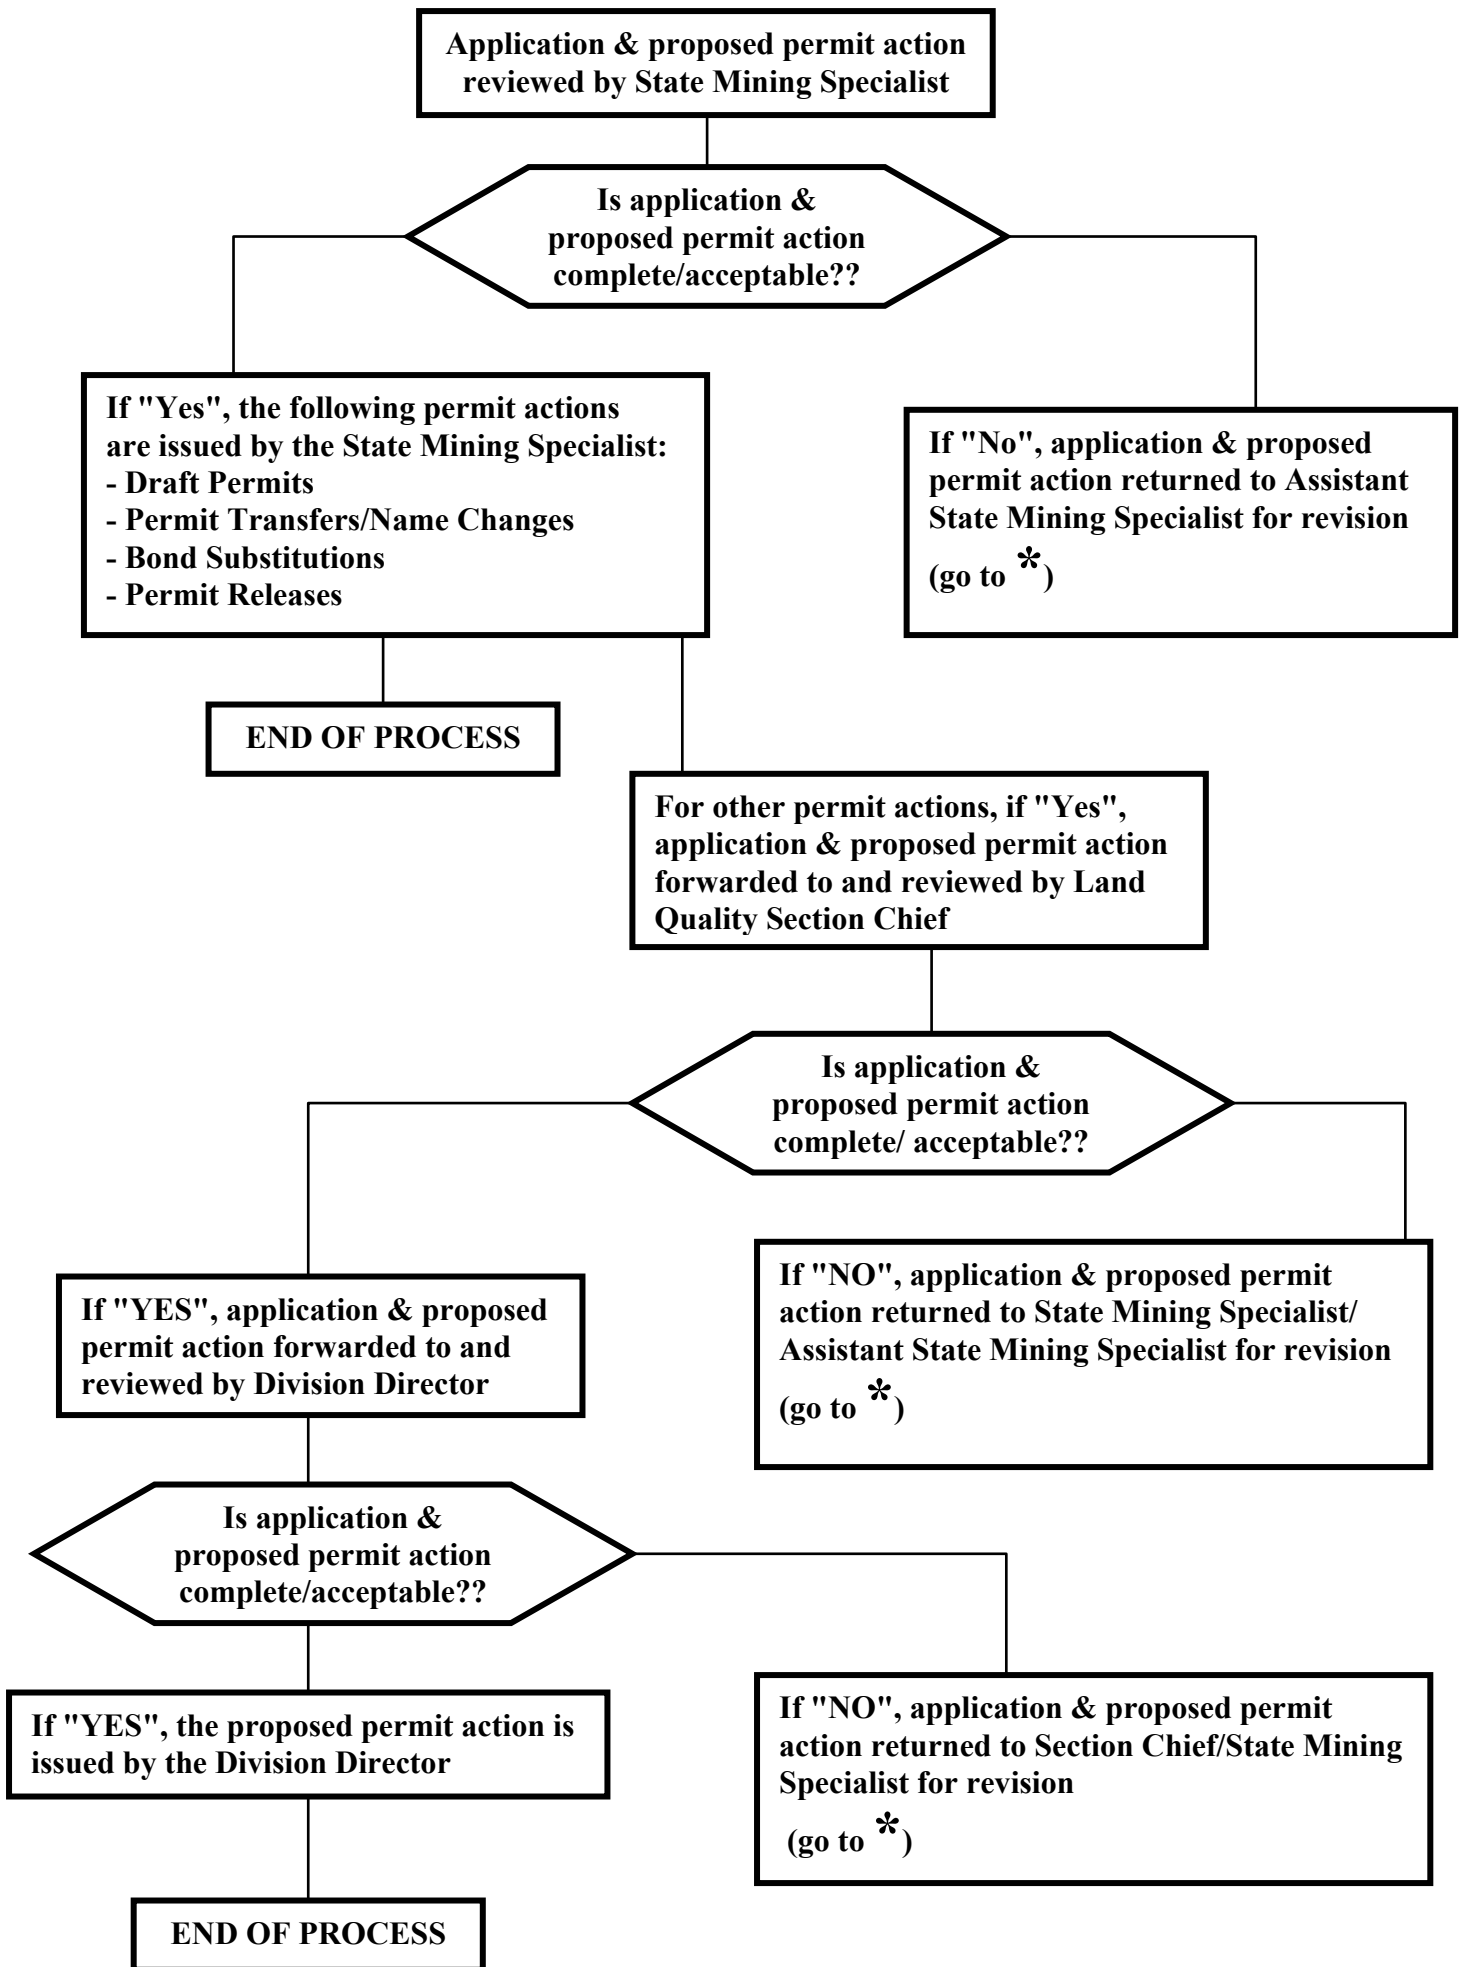 Application & proposed permit action
reviewed by State Mining Specialist
Is application &
proposed permit action
complete/acceptable??
If "Yes", the following permit actions
are issued by the State Mining Specialist:
- Draft Permits
- Permit Transfers/Name Changes
- Bond Substitutions
- Permit Releases
If "No", application & proposed
permit action returned to Assistant
State Mining Specialist for revision
(go to *)
END OF PROCESS
For other permit actions, if "Yes",
application & proposed permit action
forwarded to and reviewed by Land
Quality Section Chief
Is application &
proposed permit action
complete/ acceptable??
If "YES", application & proposed
permit action forwarded to and
reviewed by Division Director
If "NO", application & proposed permit
action returned to State Mining Specialist/
Assistant State Mining Specialist for revision
(go to *)
Is application &
proposed permit action
complete/acceptable??
If "YES", the proposed permit action is
issued by the Division Director
If "NO", application & proposed permit
action returned to Section Chief/State Mining
Specialist for revision
(go to *)
END OF PROCESS